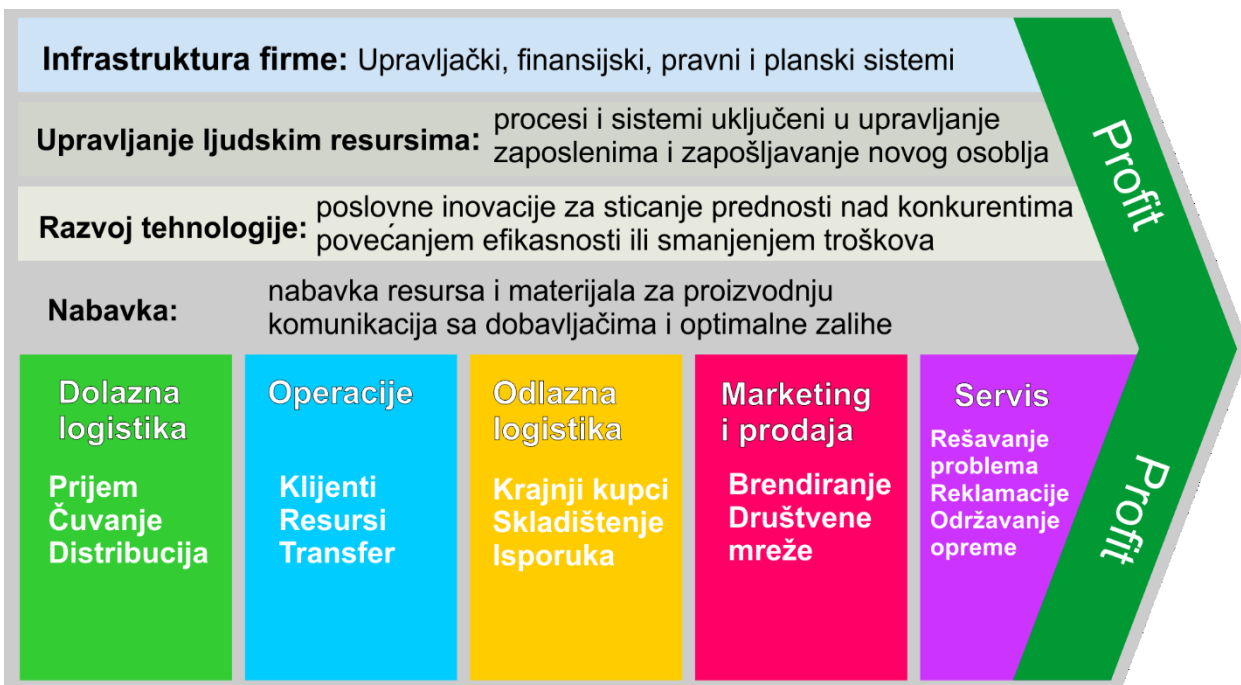 Infrastruktura firme: Upravljački, finansijski, pravni i planski sistemi
Upravljanje ljudskim resursima: procesi i sistemi uključeni u upravljanje
zaposlenima i zapošljavanje novog osoblja
Razvoj tehnologije: poslovne inovacije za sticanje prednosti nad konkurentima
povećanjem efikasnosti ili smanjenjem troškova
Nabavka: nabavka resursa i materijala za proizvodnju
komunikacija sa dobavljačima i optimalne zalihe
Profit
Dolazna
logistika
Prijem
Čuvanje
Distribucija
Operacije
Klijenti
Resursi
Transfer
Odlazna
logistika
Krajnji kupci
Skladištenje
Isporuka
Marketing
i prodaja
Brendiranje
Društvene
mreže
Servis
Rešavanje
problema
Reklamacije
Održavanje
opreme
Profit